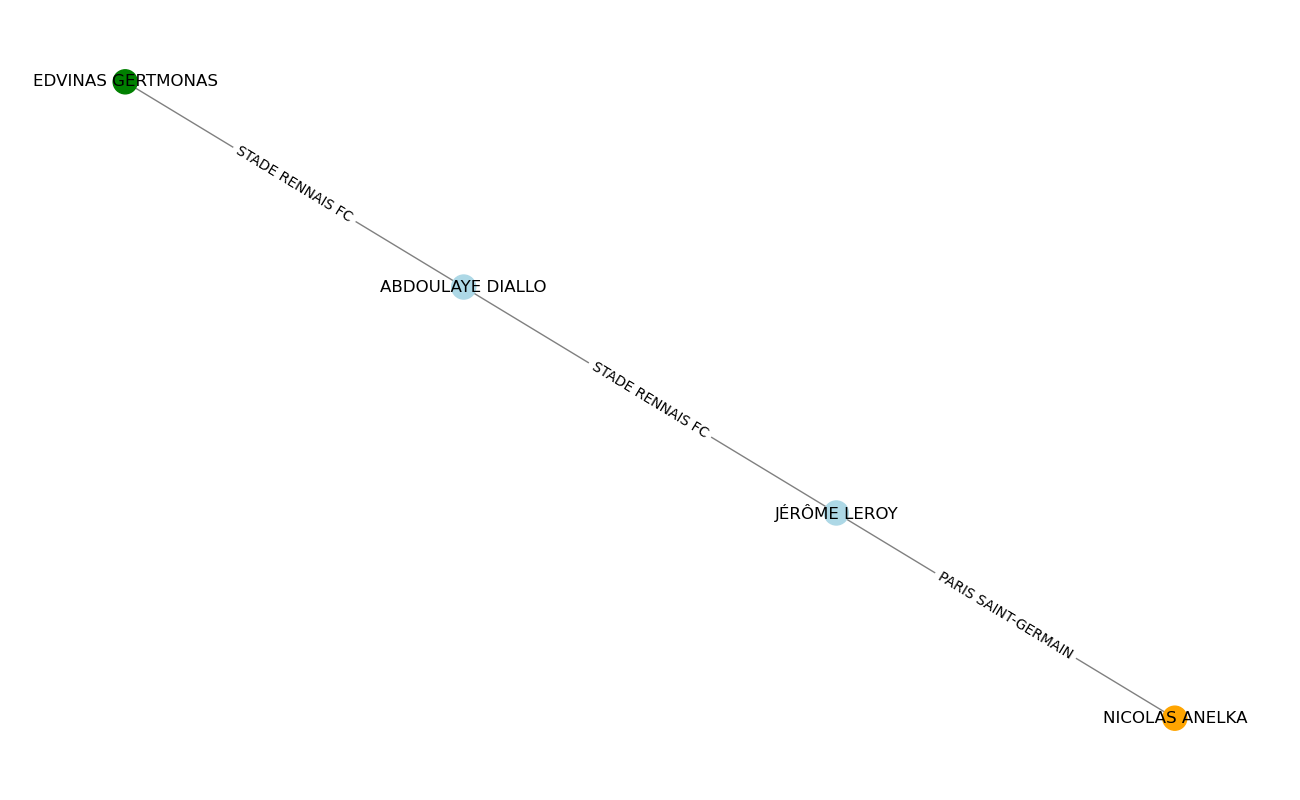 EDVINAS GERTMONAS
STADE RENNAIS FC
ABDOULAYE DIALLO
STADE RENNAIS FC
JÉRÔME LEROY
PARIS SAINT-GERMAIN
NICOLAS ANELKA